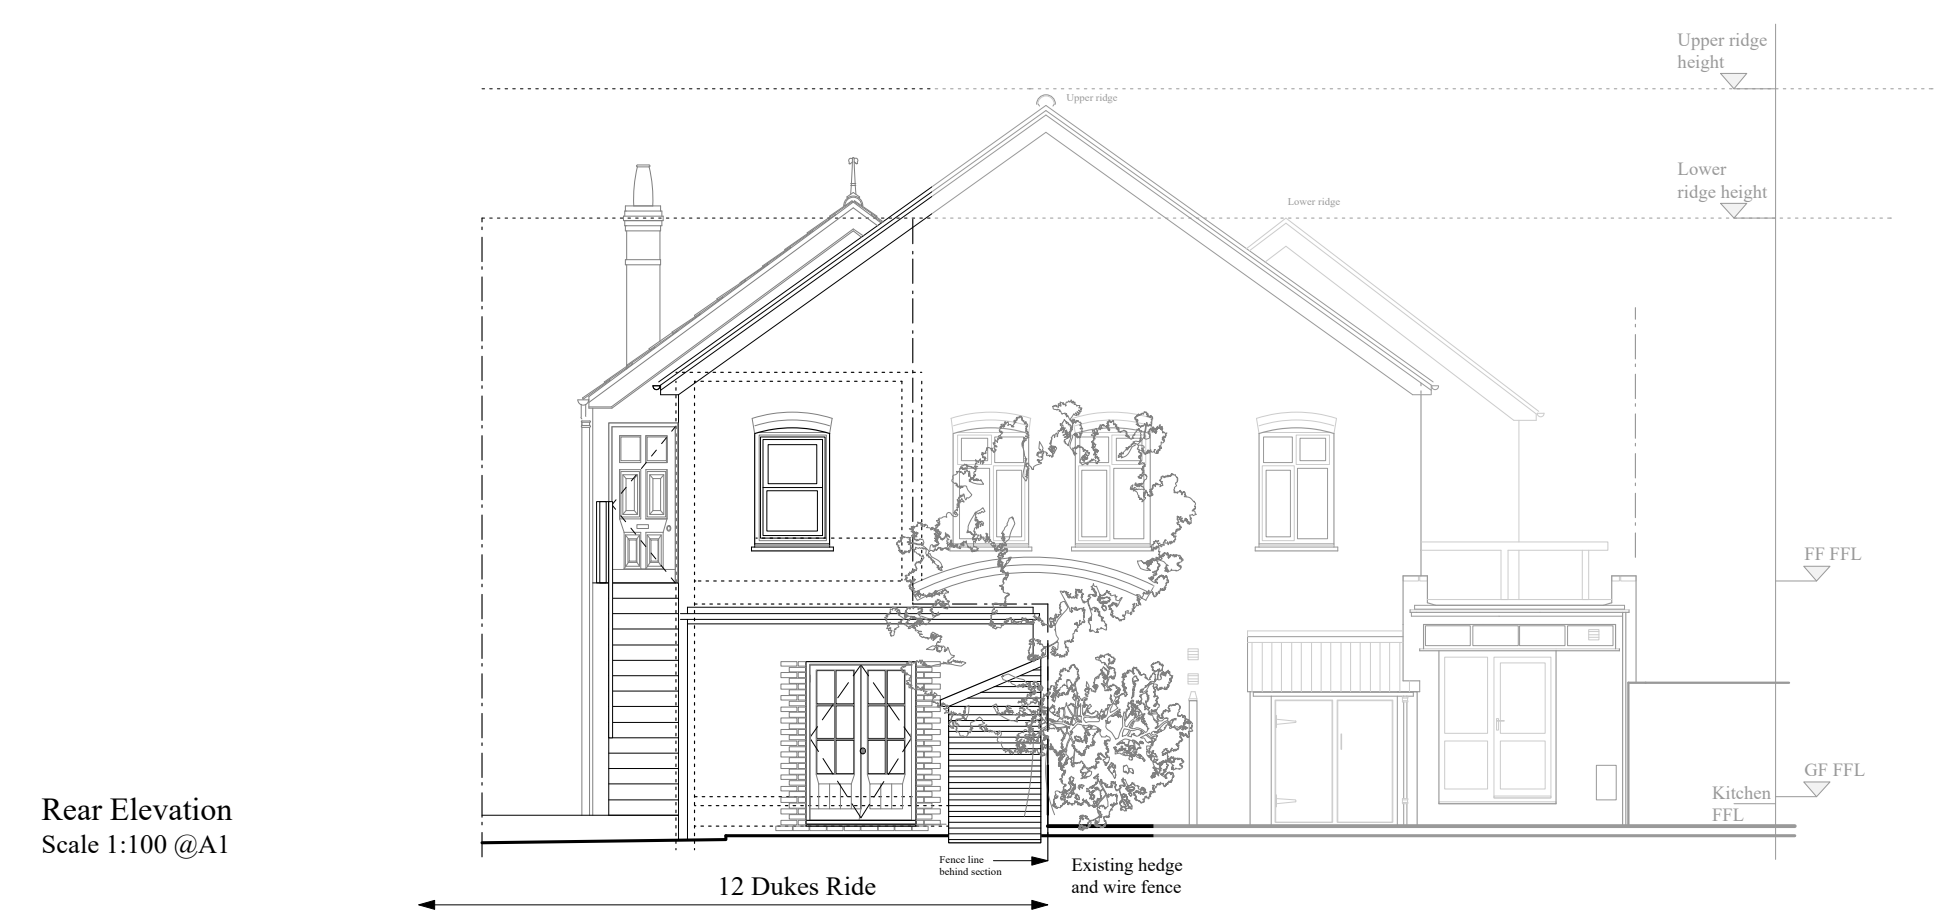 Upper ridge
height
Upper ridge
Lower
ridge height
Lower ridge
FF FFL
GF FFL
Kitchen
FFL
Rear Elevation
Scale 1:100 @A1
Fence line
behind section
Existing hedge
and wire fence
12 Dukes Ride